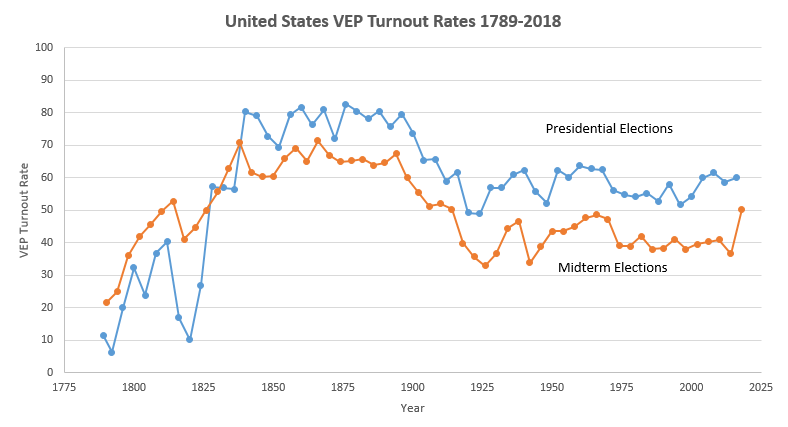 United States VEP Turnout Rates 1789-2018
100
90
80
70
60
50
40
30
20
10
0
VEP Turnout Rate
Presidential Elections
Midterm Elections
1775 1800 1825 1850 1875 1900 1925 1950 1975 2000 2025
Year